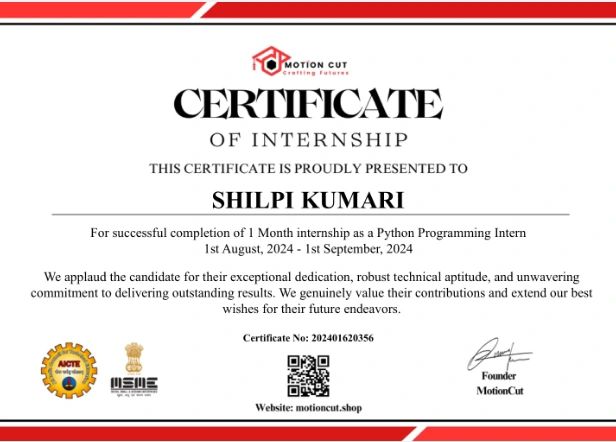 MOTION CUT
Crafting Futures
CERTIFICATE
OF INTERNSHIP
THIS CERTIFICATE IS PROUDLY PRESENTED TO
SHILPI KUMARI
For successful completion of 1 Month internship as a Python Programming Intern
1st August, 2024 - 1st September, 2024
We applaud the candidate for their exceptional dedication, robust technical aptitude, and unwavering
commitment to delivering outstanding results. We genuinely value their contributions and extend our best
wishes for their future endeavors.
Certificate No: 202401620356
AICTE
MSME
Founder
MotionCut
Website: motioncut.shop